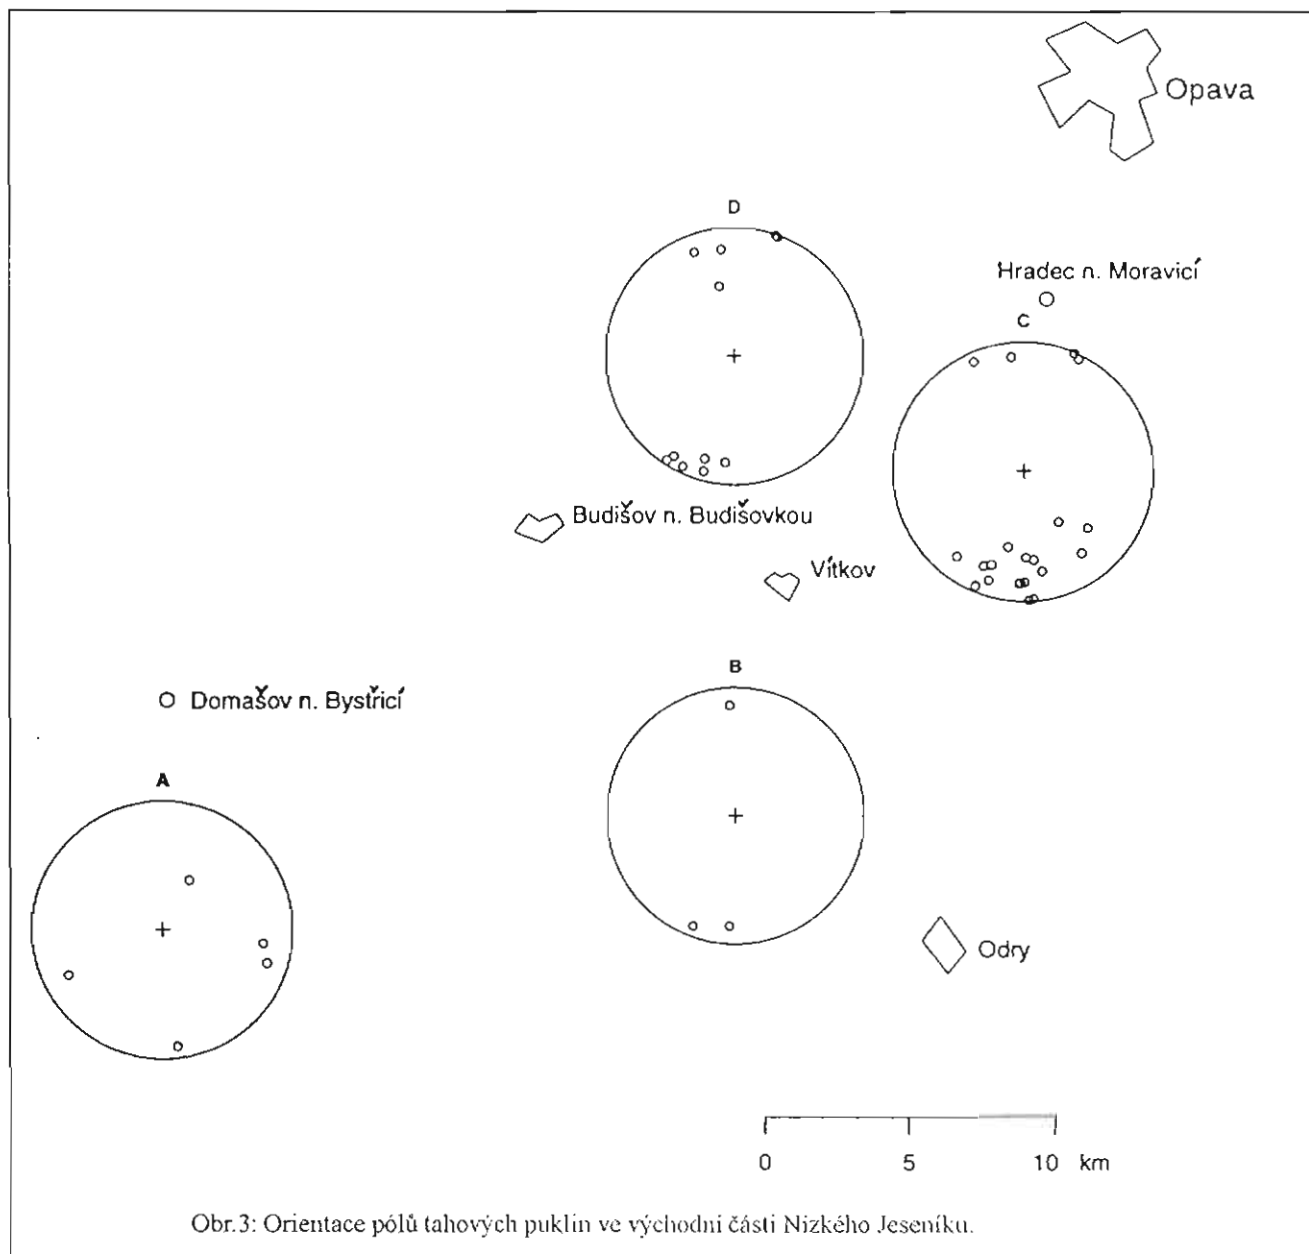 Opava
D
Hradec n. Moravicí
C
Budišov n. Budišovkou
Vítkov
B
Domašov n. Bystřicí
A
Odry
0 5 10 km
Obr.3: Orientace pólů tahových puklin ve východní části Nízkého Jeseníku.